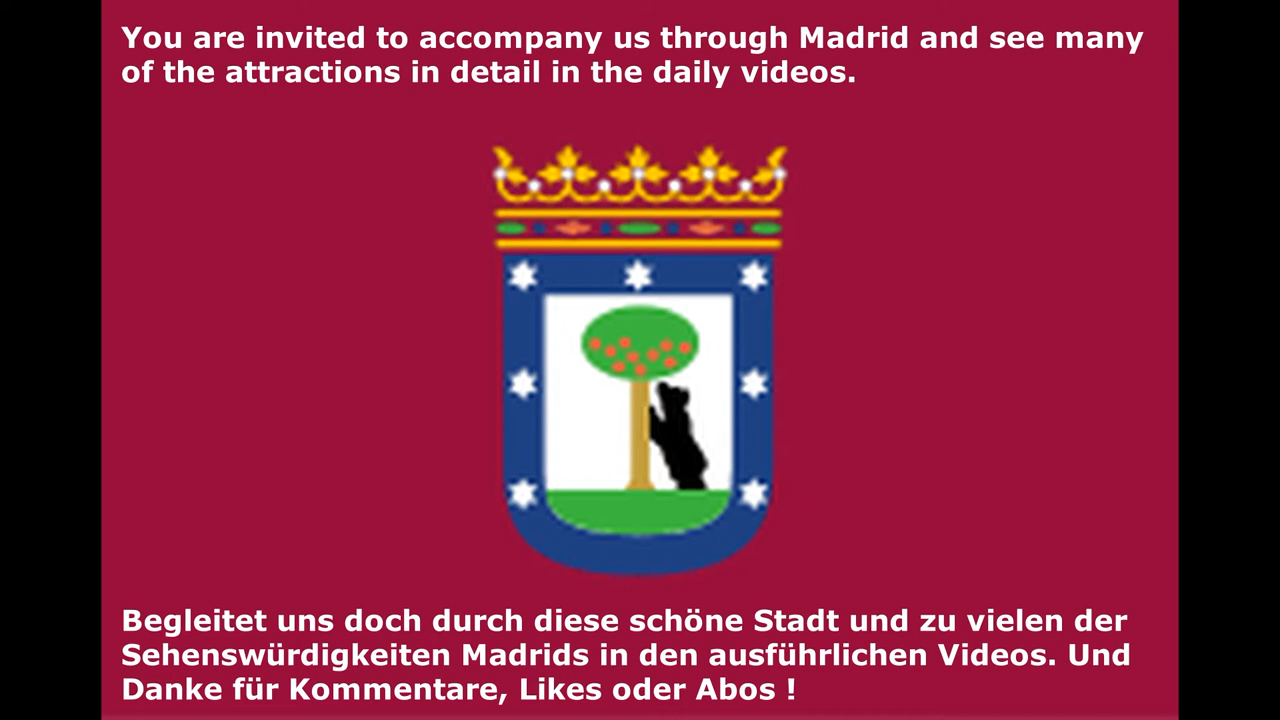 You are invited to accompany us through Madrid and see many
of the attractions in detail in the daily videos.
Begleitet uns doch durch diese schöne Stadt und zu vielen der
Sehenswürdigkeiten Madrids in den ausführlichen Videos. Und
Danke für Kommentare, Likes oder Abos !